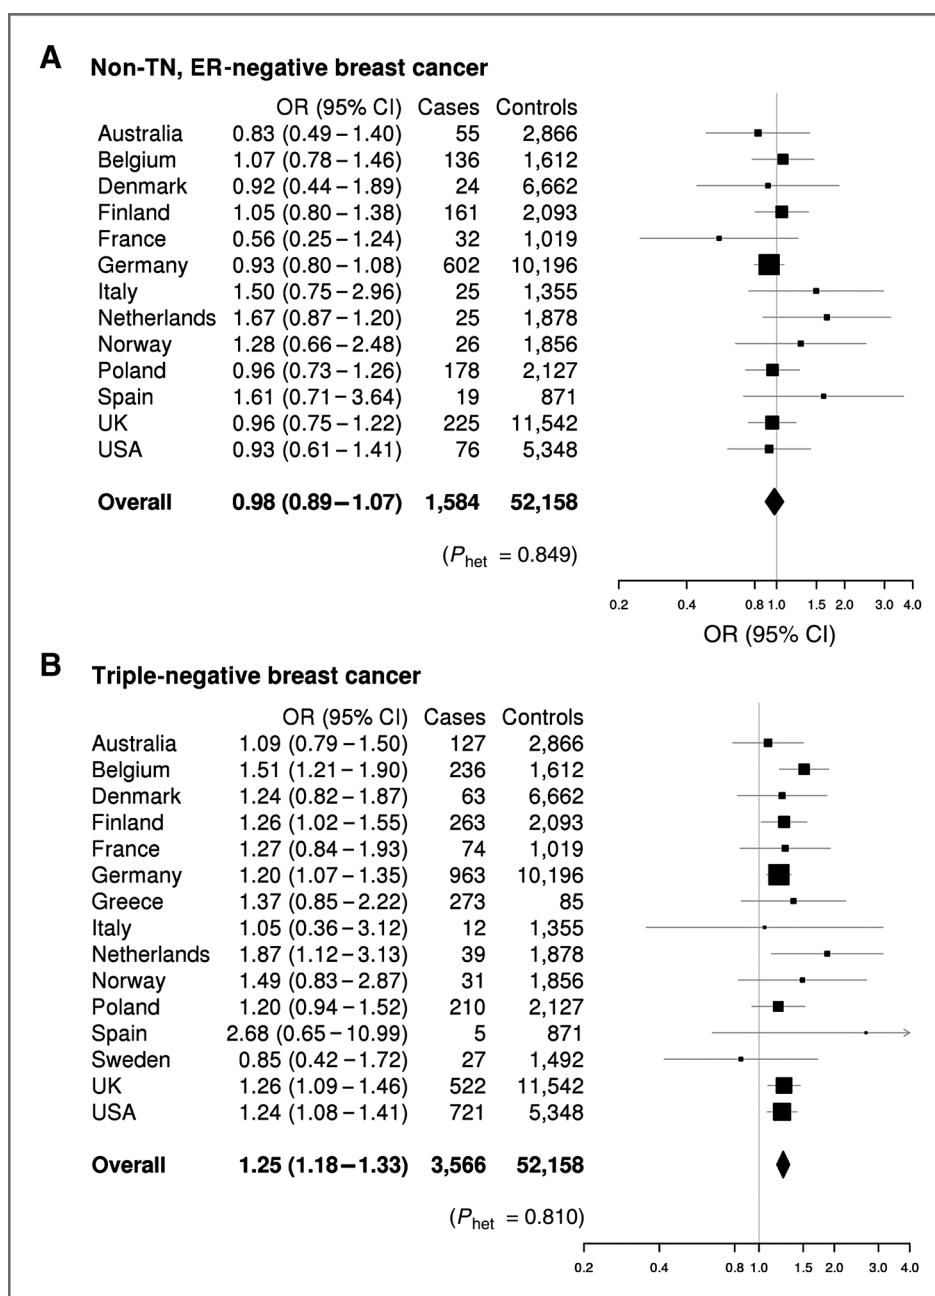 A Non-TN, ER-negative breast cancer
OR (95% CI) Cases Controls
Australia 0.83 (0.49 – 1.40) 55 2,866
Belgium 1.07 (0.78 – 1.46) 136 1,612
Denmark 0.92 (0.44 – 1.89) 24 6,662
Finland 1.05 (0.80 – 1.38) 161 2,093
France 0.56 (0.25 – 1.24) 32 1,019
Germany 0.93 (0.80 – 1.08) 602 10,196
Italy 1.50 (0.75 – 2.96) 25 1,355
Netherlands 1.67 (0.87 – 1.20) 25 1,878
Norway 1.28 (0.66 – 2.48) 26 1,856
Poland 0.96 (0.73 – 1.26) 178 2,127
Spain 1.61 (0.71 – 3.64) 19 871
UK 0.96 (0.75 – 1.22) 225 11,542
USA 0.93 (0.61 – 1.41) 76 5,348
Overall 0.98 (0.89 – 1.07) 1,584 52,158
(Phet = 0.849)
0.2 0.4 0.8 1.0 1.5 2.0 3.0 4.0
OR (95% CI)
B Triple-negative breast cancer
OR (95% CI) Cases Controls
Australia 1.09 (0.79 – 1.50) 127 2,866
Belgium 1.51 (1.21 – 1.90) 236 1,612
Denmark 1.24 (0.82 – 1.87) 63 6,662
Finland 1.26 (1.02 – 1.55) 263 2,093
France 1.27 (0.84 – 1.93) 74 1,019
Germany 1.20 (1.07 – 1.35) 963 10,196
Greece 1.37 (0.85 – 2.22) 273 85
Italy 1.05 (0.36 – 3.12) 12 1,355
Netherlands 1.87 (1.12 – 3.13) 39 1,878
Norway 1.49 (0.83 – 2.87) 31 1,856
Poland 1.20 (0.94 – 1.52) 210 2,127
Spain 2.68 (0.65 – 10.99) 5 871
Sweden 0.85 (0.42 – 1.72) 27 1,492
UK 1.26 (1.09 – 1.46) 522 11,542
USA 1.24 (1.08 – 1.41) 721 5,348
Overall 1.25 (1.18 – 1.33) 3,566 52,158
(Phet = 0.810)
0.2 0.4 0.8 1.0 1.5 2.0 3.0 4.0